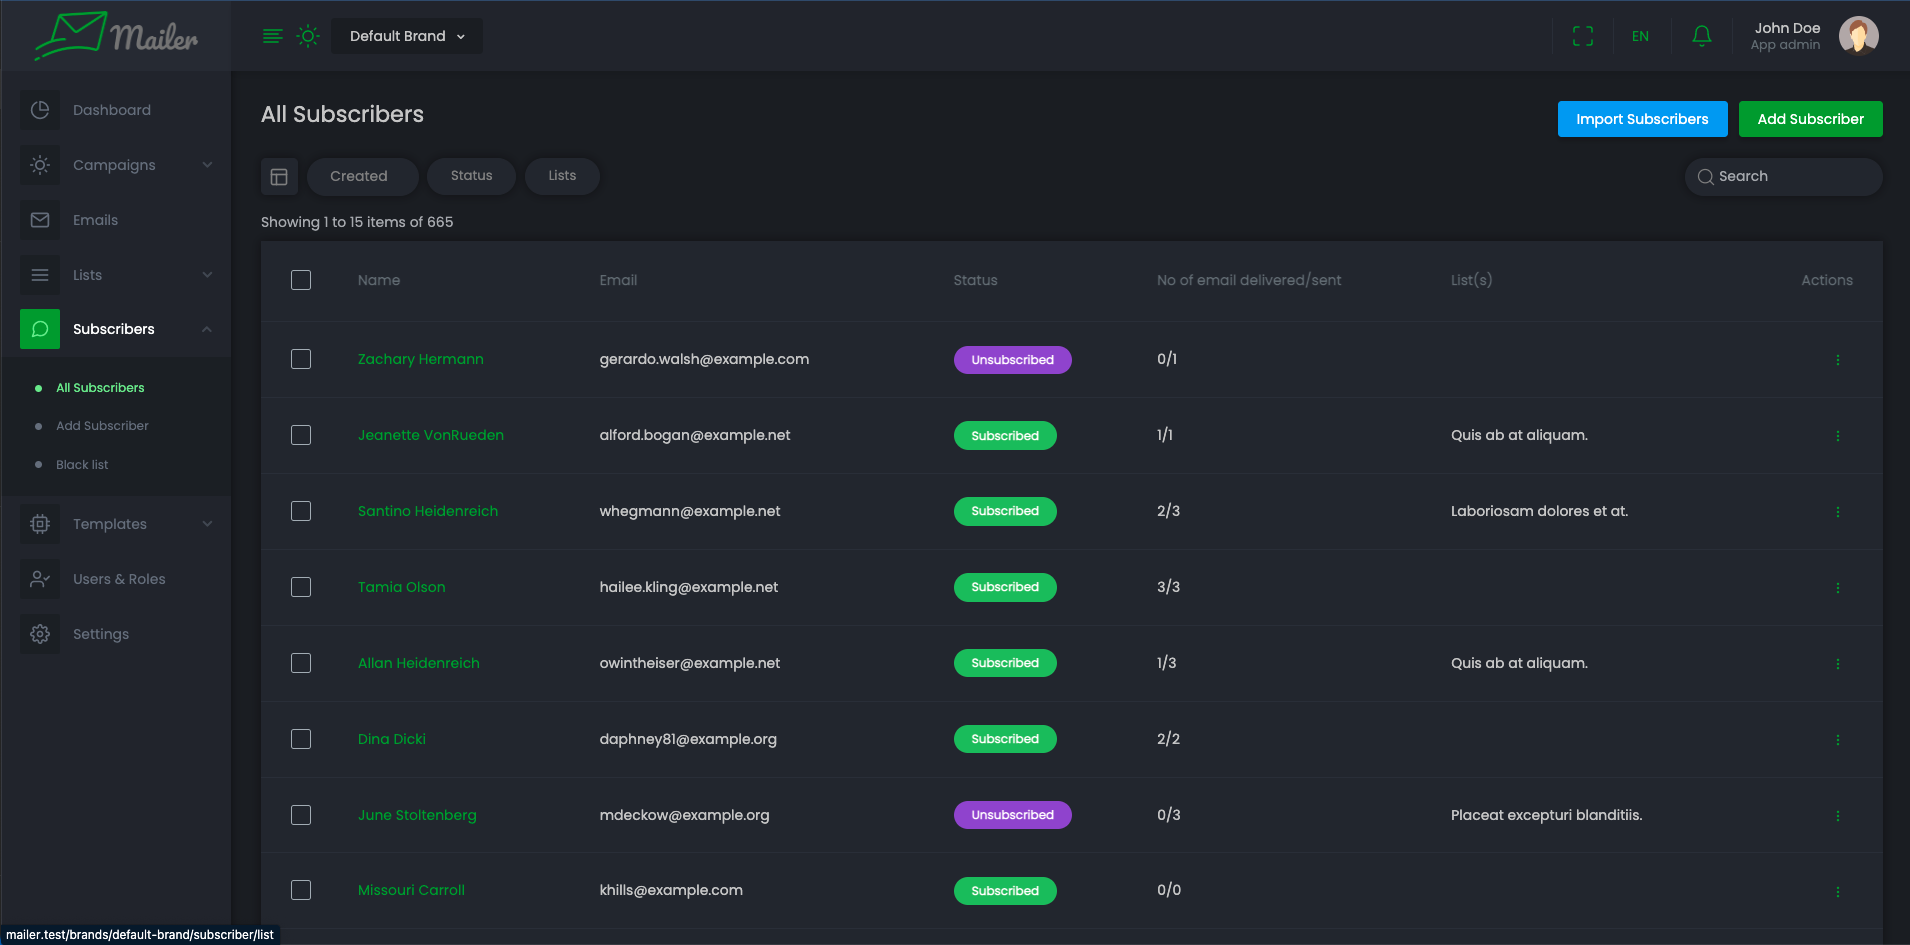 Mailer
Default Brand
EN
John Doe
App admin
Dashboard
Campaigns
Emails
Lists
Subscribers
All Subscribers
Add Subscriber
Black list
Templates
Users & Roles
Settings
All Subscribers
Import Subscribers
Add Subscriber
Created
Status
Lists
Search
Showing 1 to 15 items of 665
Name Email Status No of email delivered/sent List(s) Actions
Zachary Hermann gerardo.walsh@example.com Unsubscribed 0/1
Jeanette VonRueden alford.bogan@example.net Subscribed 1/1 Quis ab at aliquam.
Santino Heidenreich whegmann@example.net Subscribed 2/3 Laboriosam dolores et at.
Tamia Olson hailee.kling@example.net Subscribed 3/3
Allan Heidenreich owintheiser@example.net Subscribed 1/3 Quis ab at aliquam.
Dina Dicki daphney81@example.org Subscribed 2/2
June Stoltenberg mdeckow@example.org Unsubscribed 0/3 Placeat excepturi blanditiis.
Missouri Carroll khills@example.com Subscribed 0/0
mailer.test/brands/default-brand/subscriber/list